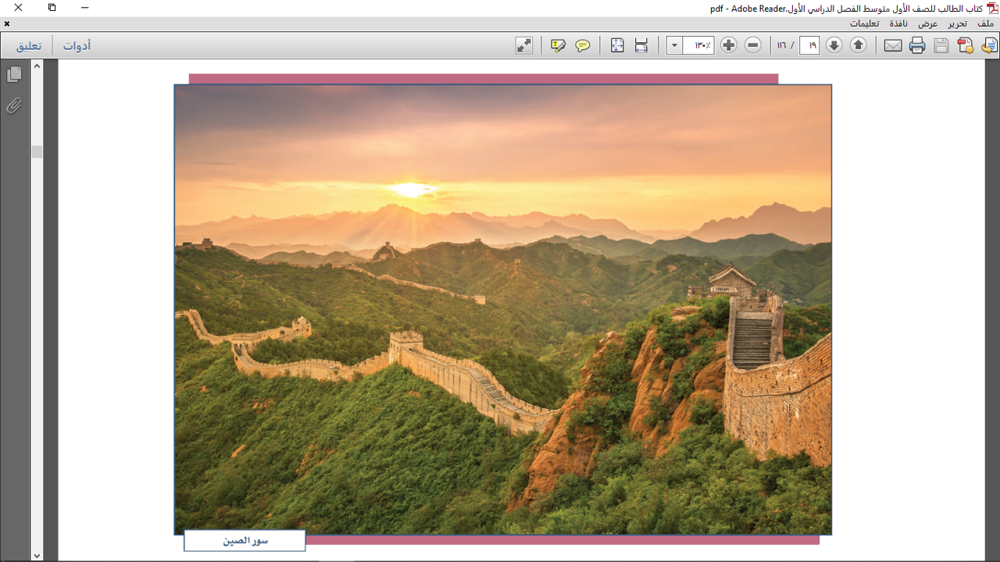 كتاب الطالب للصف الأول متوسط الفصل الدراسي الأول.pdf - Adobe Reader
ملف تحرير عرض نافذة تعليمات
١٩ / ١١٦ ١٣٠٪ أدوات تعليق
سور الصين